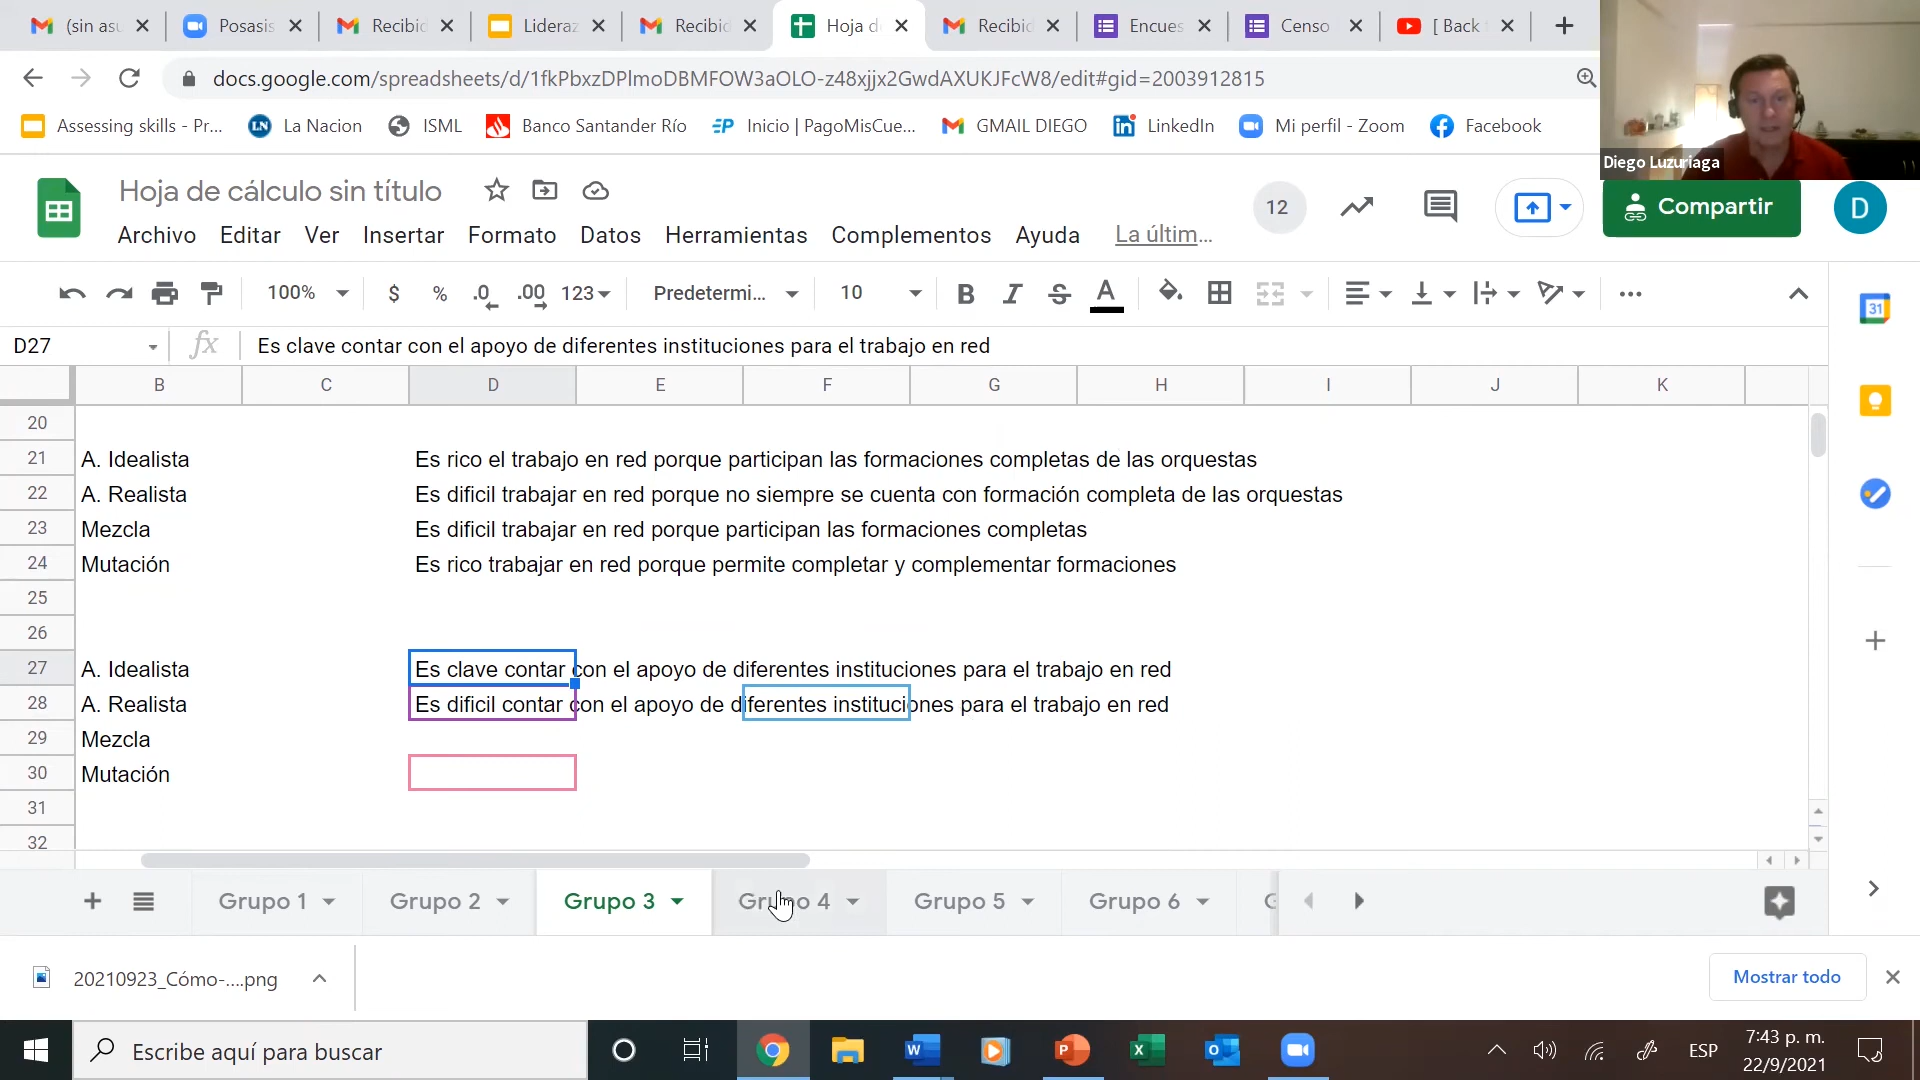 (sin asu
Posasis
Recibid
Lideraz
Recibid
Hoja d
Recibid
Encues
Censo
[ Back
docs.google.com/spreadsheets/d/1fkPbxzDPlmoDBMFOW3aOLO-z48xjjx2GwdAXUKJFcW8/edit#gid=2003912815
Assessing skills - Pr...
LN La Nacion
ISML
Banco Santander Río
Inicio | PagoMisCue...
GMAIL DIEGO
LinkedIn
Mi perfil - Zoom
Facebook
Diego Luzuriaga
Hoja de cálculo sin título
12
Compartir
D
Archivo Editar Ver Insertar Formato Datos Herramientas Complementos Ayuda La últim...
100% $ % .0 .00 123 Predetermi... 10 B I S A
31
D27 fx Es clave contar con el apoyo de diferentes instituciones para el trabajo en red
B C D E F G H I J K
20
21 A. Idealista Es rico el trabajo en red porque participan las formaciones completas de las orquestas
22 A. Realista Es dificil trabajar en red porque no siempre se cuenta con formación completa de las orquestas
23 Mezcla Es dificil trabajar en red porque participan las formaciones completas
24 Mutación Es rico trabajar en red porque permite completar y complementar formaciones
25
26
27 A. Idealista Es clave contar con el apoyo de diferentes instituciones para el trabajo en red
28 A. Realista Es dificil contar con el apoyo de diferentes instituciones para el trabajo en red
29 Mezcla
30 Mutación
31
32
Grupo 1 Grupo 2 Grupo 3 Grupo 4 Grupo 5 Grupo 6
20210923_Cómo-....png
Mostrar todo
Escribe aquí para buscar
ESP
7:43 p. m.
22/9/2021